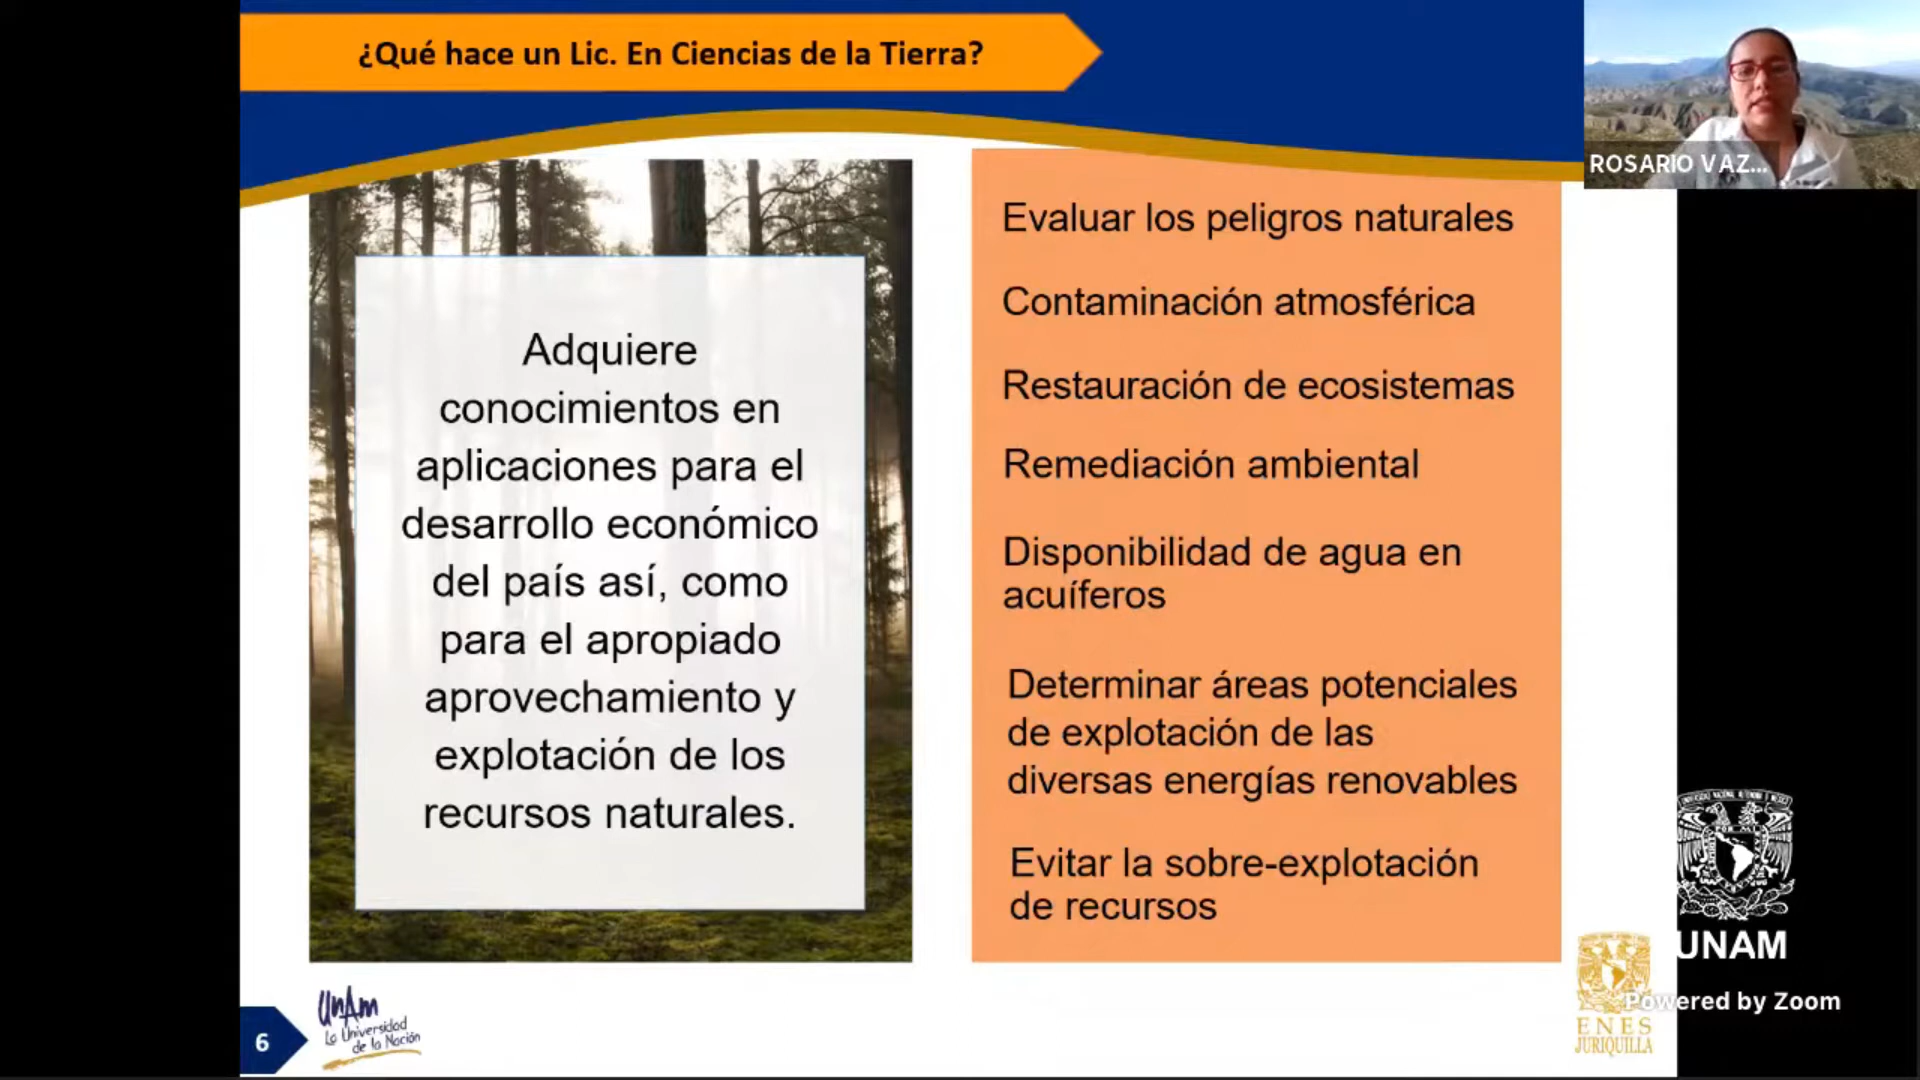 ¿Qué hace un Lic. En Ciencias de la Tierra?
ROSARIO VAZ...
Adquiere
conocimientos en
aplicaciones para el
desarrollo económico
del país así, como
para el apropiado
aprovechamiento y
explotación de los
recursos naturales.
Evaluar los peligros naturales
Contaminación atmosférica
Restauración de ecosistemas
Remediación ambiental
Disponibilidad de agua en
acuíferos
Determinar áreas potenciales
de explotación de las
diversas energías renovables
Evitar la sobre-explotación
de recursos
6
UnAm
La Universidad
de la Nación
ENES
JURIQUILLA
UNAM
Powered by Zoom